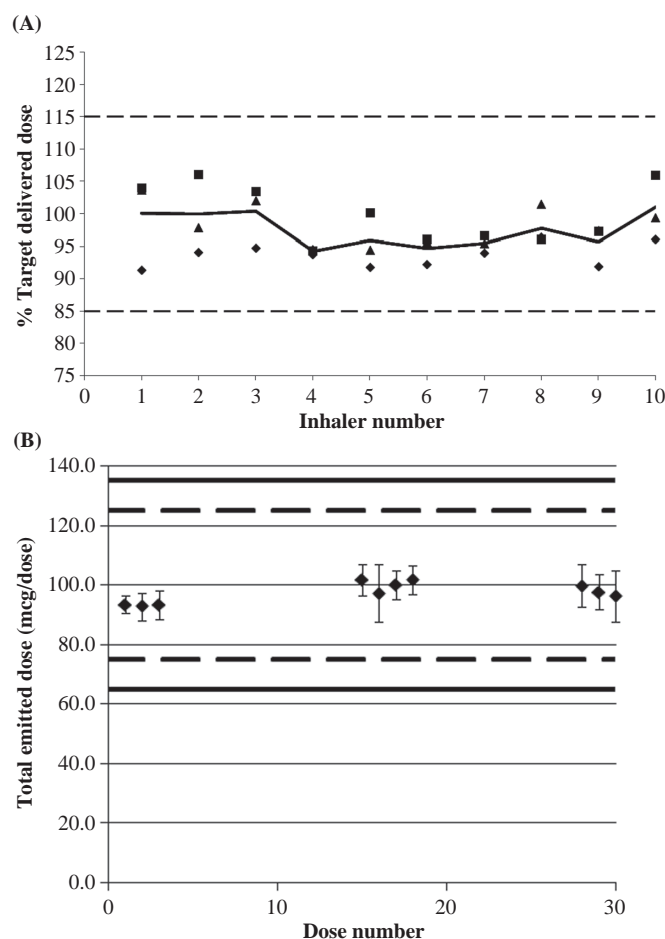 (A)
125
120
115
110
105
100
95
90
85
80
75
% Target delivered dose
0 1 2 3 4 5 6 7 8 9 10
Inhaler number
(B)
140.0
120.0
100.0
80.0
60.0
40.0
20.0
0.0
Total emitted dose (mcg/dose)
0 10 20 30
Dose number